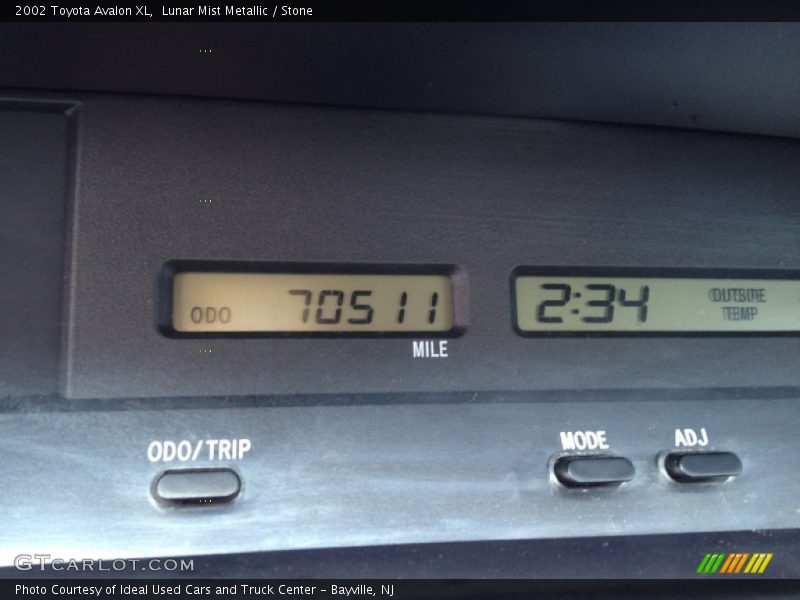 2002 Toyota Avalon XL,  Lunar Mist Metallic / Stone
ODO 70511
2:34 OUTSIDE
TEMP
MILE
ODO/TRIP
MODE ADJ
GTCARLOT.COM
Photo Courtesy of Ideal Used Cars and Truck Center – Bayville, NJ